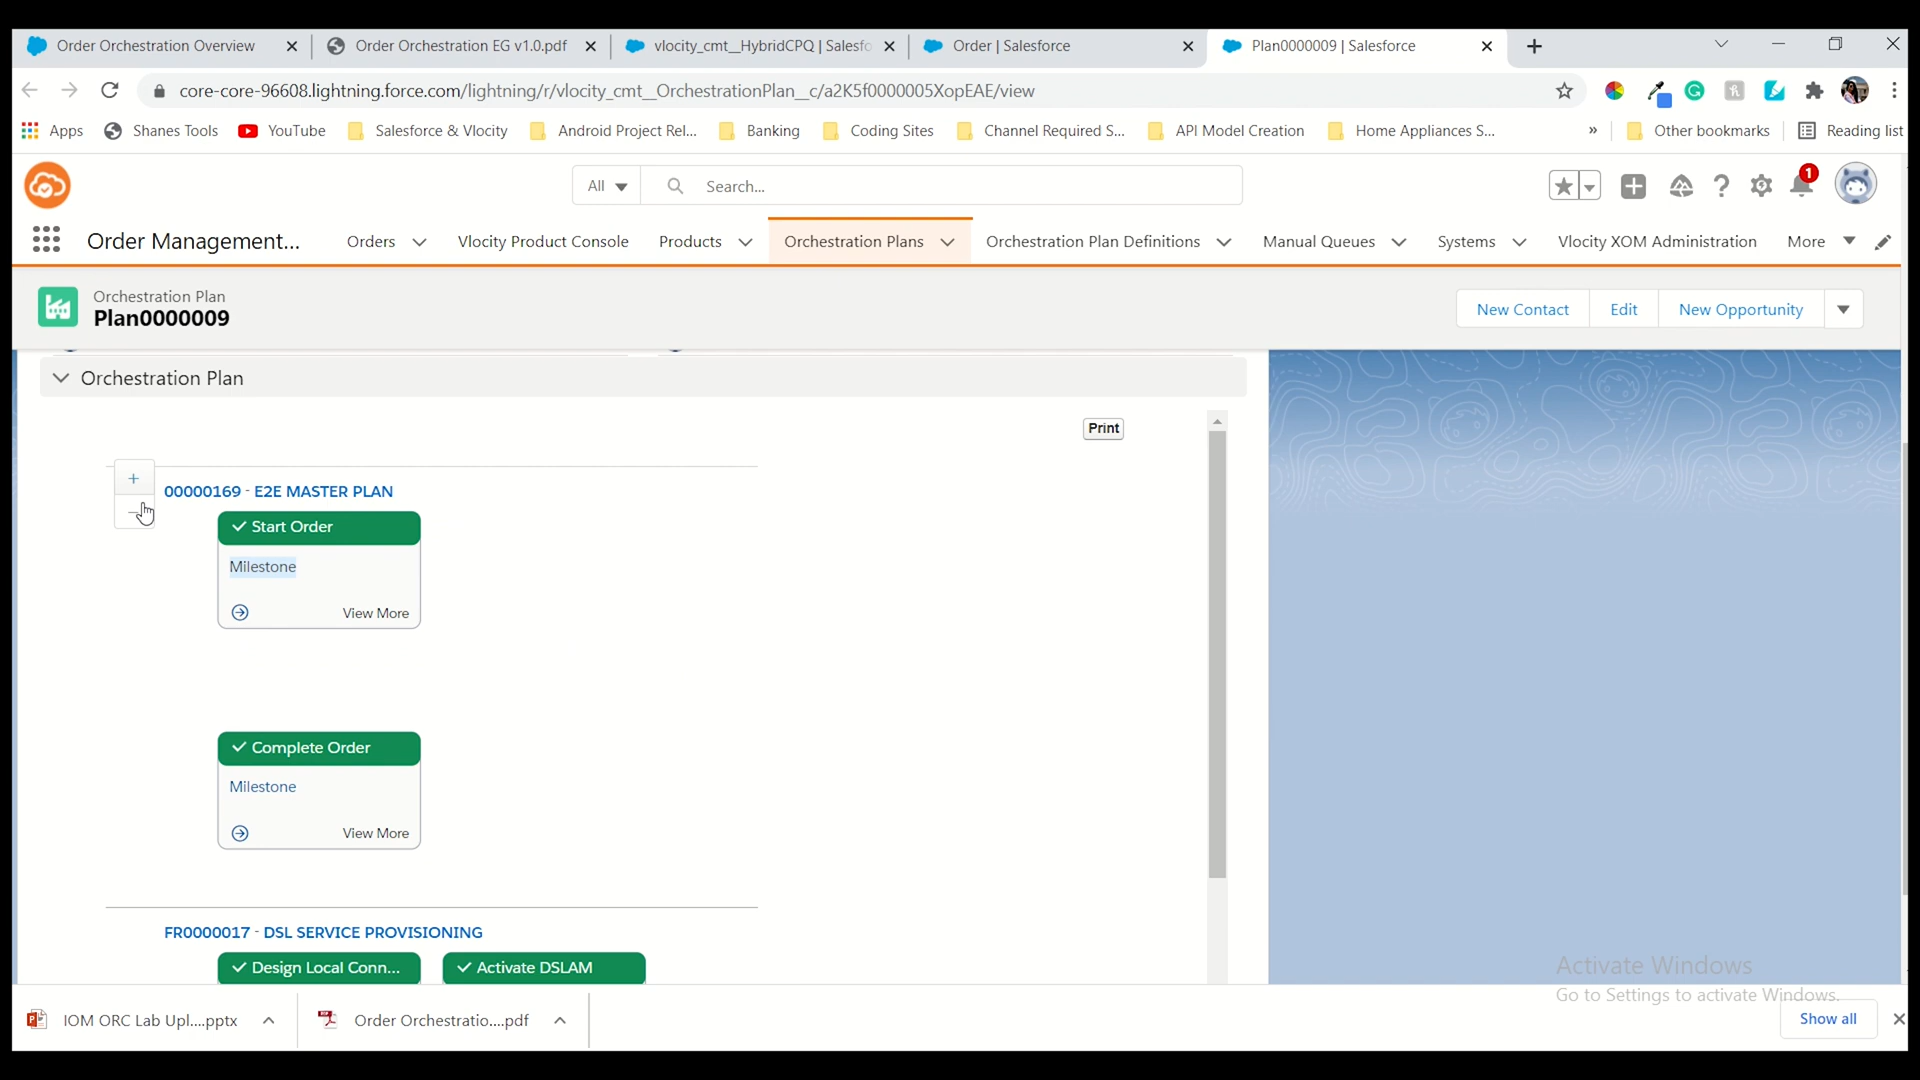 Order Orchestration Overview
Order Orchestration EG v1.0.pdf
vlocity_cmt__HybridCPQ | Salesfo
Order | Salesforce
Plan0000009 | Salesforce
core-core-96608.lightning.force.com/lightning/r/vlocity_cmt__OrchestrationPlan__c/a2K5f0000005XopEAE/view
Apps
Shanes Tools
YouTube
Salesforce & Vlocity
Android Project Rel...
Banking
Coding Sites
Channel Required S...
API Model Creation
Home Appliances S...
»
Other bookmarks
Reading list
All
Search...
1
Order Management...
Orders
Vlocity Product Console
Products
Orchestration Plans
Orchestration Plan Definitions
Manual Queues
Systems
Vlocity XOM Administration
More
Orchestration Plan
Plan0000009
New Contact
Edit
New Opportunity
Orchestration Plan
Print
00000169 - E2E MASTER PLAN
Start Order
Milestone
View More
Complete Order
Milestone
View More
FR0000017 - DSL SERVICE PROVISIONING
Design Local Conn...
Activate DSLAM
Activate Windows
Go to Settings to activate Windows.
IOM ORC Lab Upl....pptx
Order Orchestratio....pdf
Show all